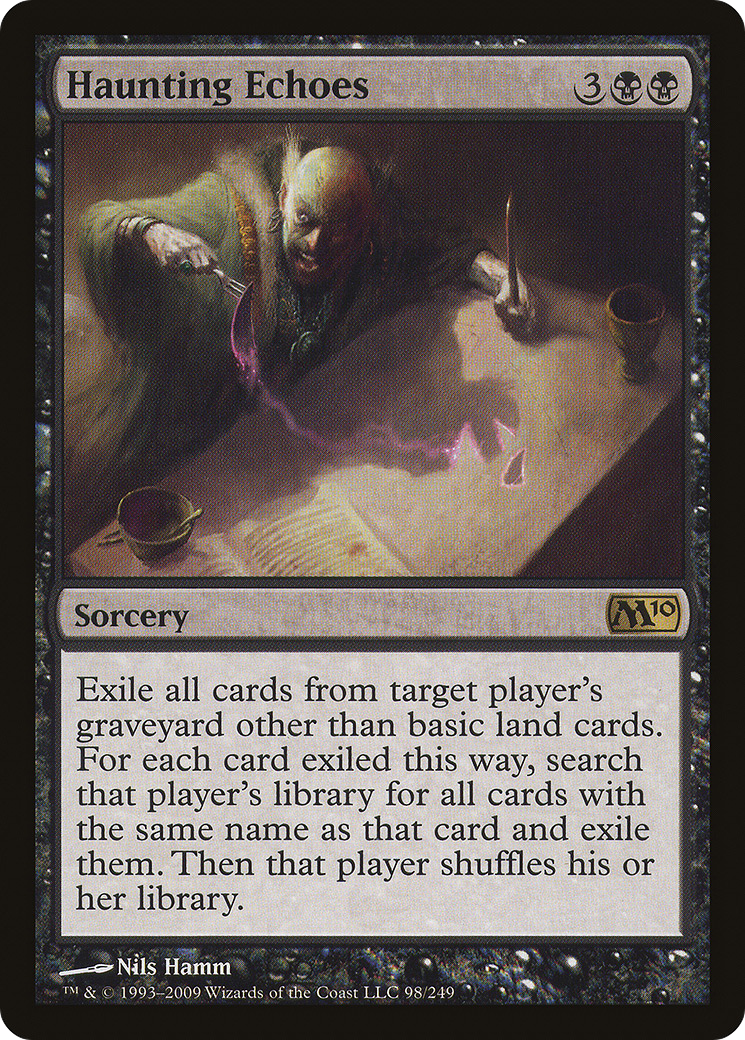 Haunting Echoes 3
Sorcery M10
Exile all cards from target player's
graveyard other than basic land cards.
For each card exiled this way, search
that player's library for all cards with
the same name as that card and exile
them. Then that player shuffles his or
her library.
Nils Hamm
™ & © 1993–2009 Wizards of the Coast LLC 98/249